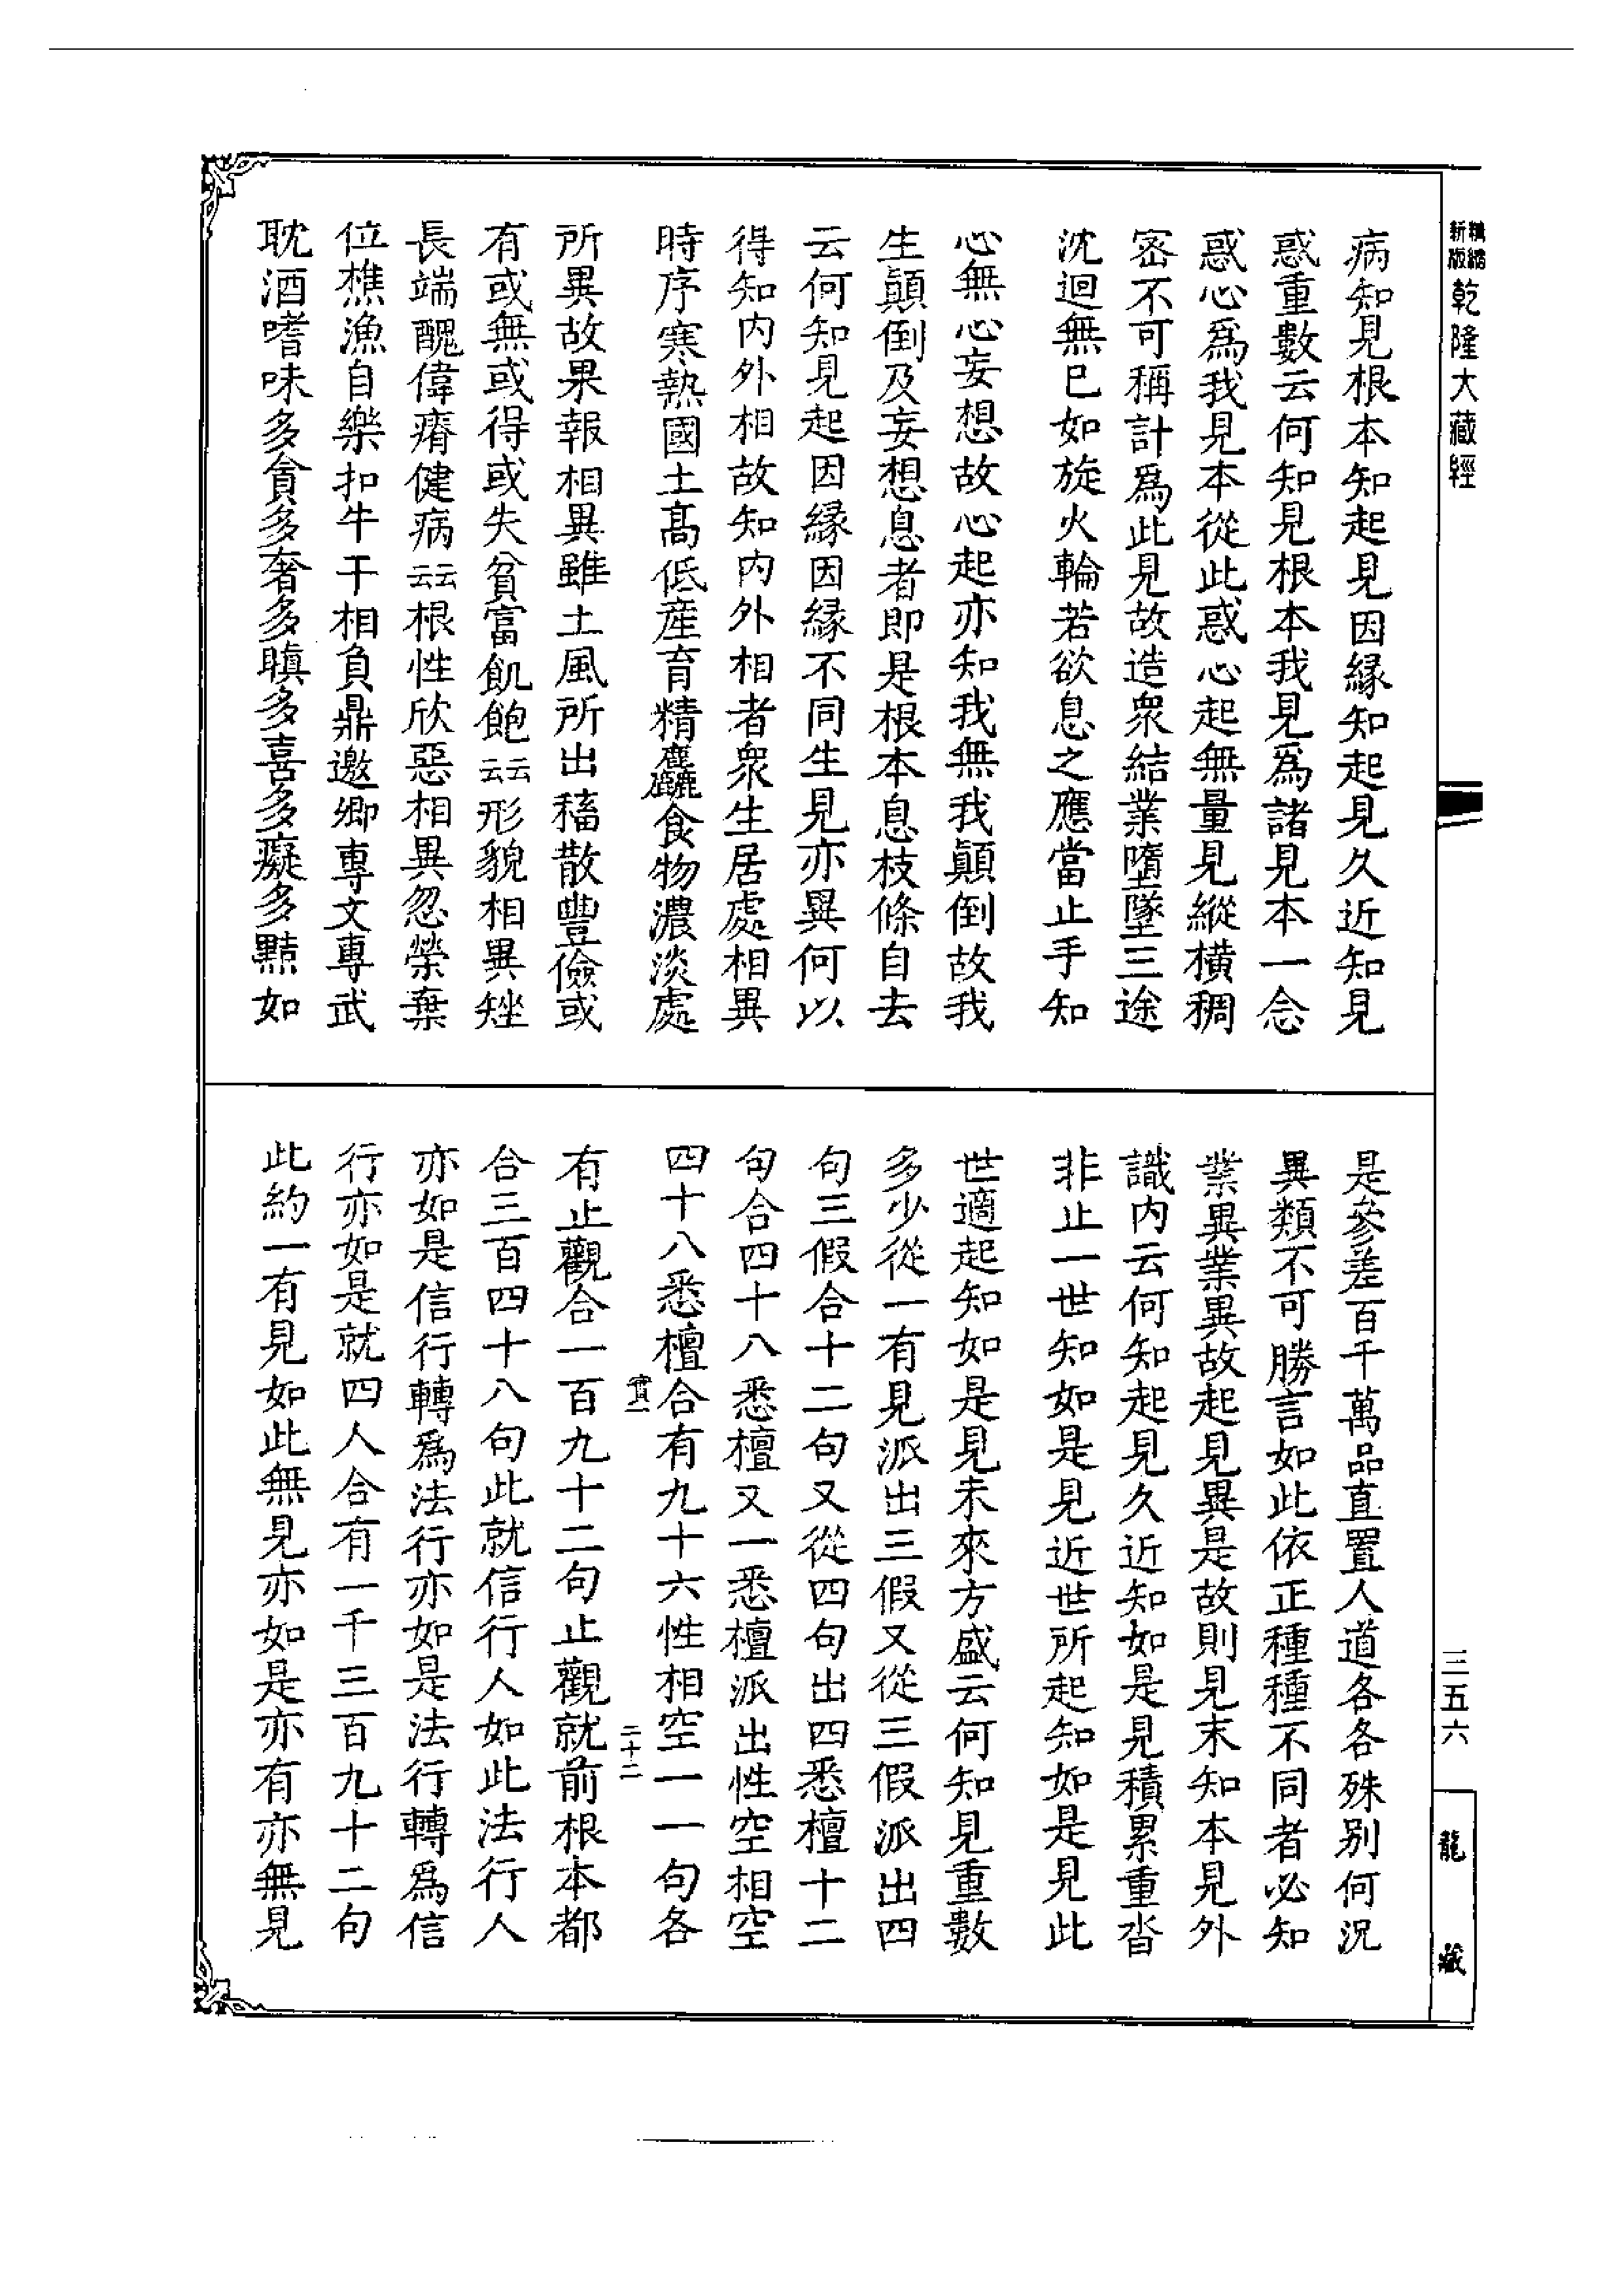 精縮
新版
乾隆大藏經
病知見根本知起見因緣知起見久近知見
惑重數云何知見根本我見爲諸見本一念
惑心爲我見本從此惑心起無量見縱橫稠
密不可稱計爲此見故造衆結業墮墜三途
沈迴無已如旋火輪若欲息之應當止手知
心無心妄想故心起亦知我無我顚倒故我
生顚倒及妄想息者即是根本息枝條自去
云何知見起因緣因緣不同生見亦異何以
得知內外相故知內外相者衆生居處相異
時序寒熱國土高低產育精麤食物濃淡處
所異故果報相異雖土風所出穡散豐儉或
有或無或得或失貧富飢飽云云形貌相異矬
長端醜偉瘠健病云云根性欣惡相異忽榮棄
位樵漁自樂扣牛干相負鼎邀卿專文專武
耽酒嗜味多貪多奢多瞋多喜多癡多黠如
是參差百千萬品直置人道各各殊别何況
異類不可勝言如此依正種種不同者必知
業異業異故起見異是故則見末知本見外
識內云何知起見久近知如是見積累重沓
非止一世知如是見近世所起知如是見此
世適起知如是見未來方盛云何知見重數
多少從一有見派出三假又從三假派出四
句三假合十二句又從四句出四悉檀十二
句合四十八悉檀又一悉檀派出性空相空
四十八悉檀合有九十六性相空一一句各
實一
二十二
有止觀合一百九十二句止觀就前根本都
合三百四十八句此就信行人如此法行人
亦如是信行轉爲法行亦如是法行轉爲信
行亦如是就四人合有一千三百九十二句
此約一有見如此無見亦如是亦有亦無見
三五六
龍藏